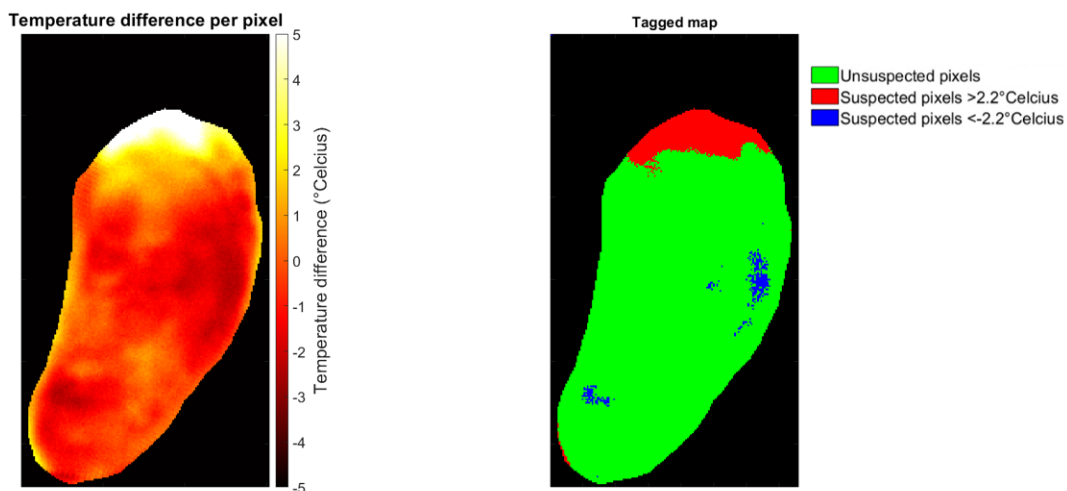 Temperature difference per pixel
5
4
3
2
1
0
-1
-2
-3
-4
-5
Temperature difference (°Celcius)
Tagged map
Unsuspected pixels
Suspected pixels >2.2°Celcius
Suspected pixels <-2.2°Celcius